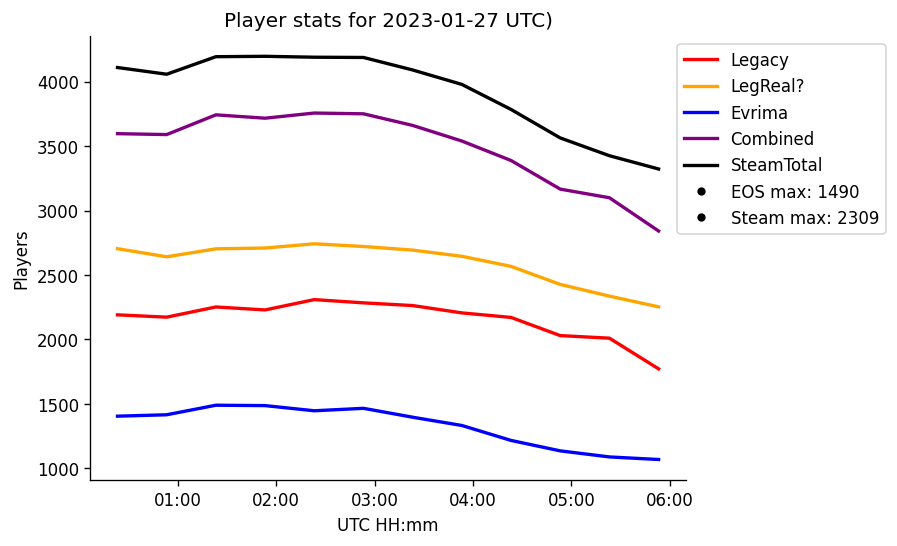 Player stats for 2023-01-27 UTC)
Legacy
LegReal?
Evrima
Combined
SteamTotal
EOS max: 1490
Steam max: 2309
Players
4000
3500
3000
2500
2000
1500
1000
01:00 02:00 03:00 04:00 05:00 06:00
UTC HH:mm